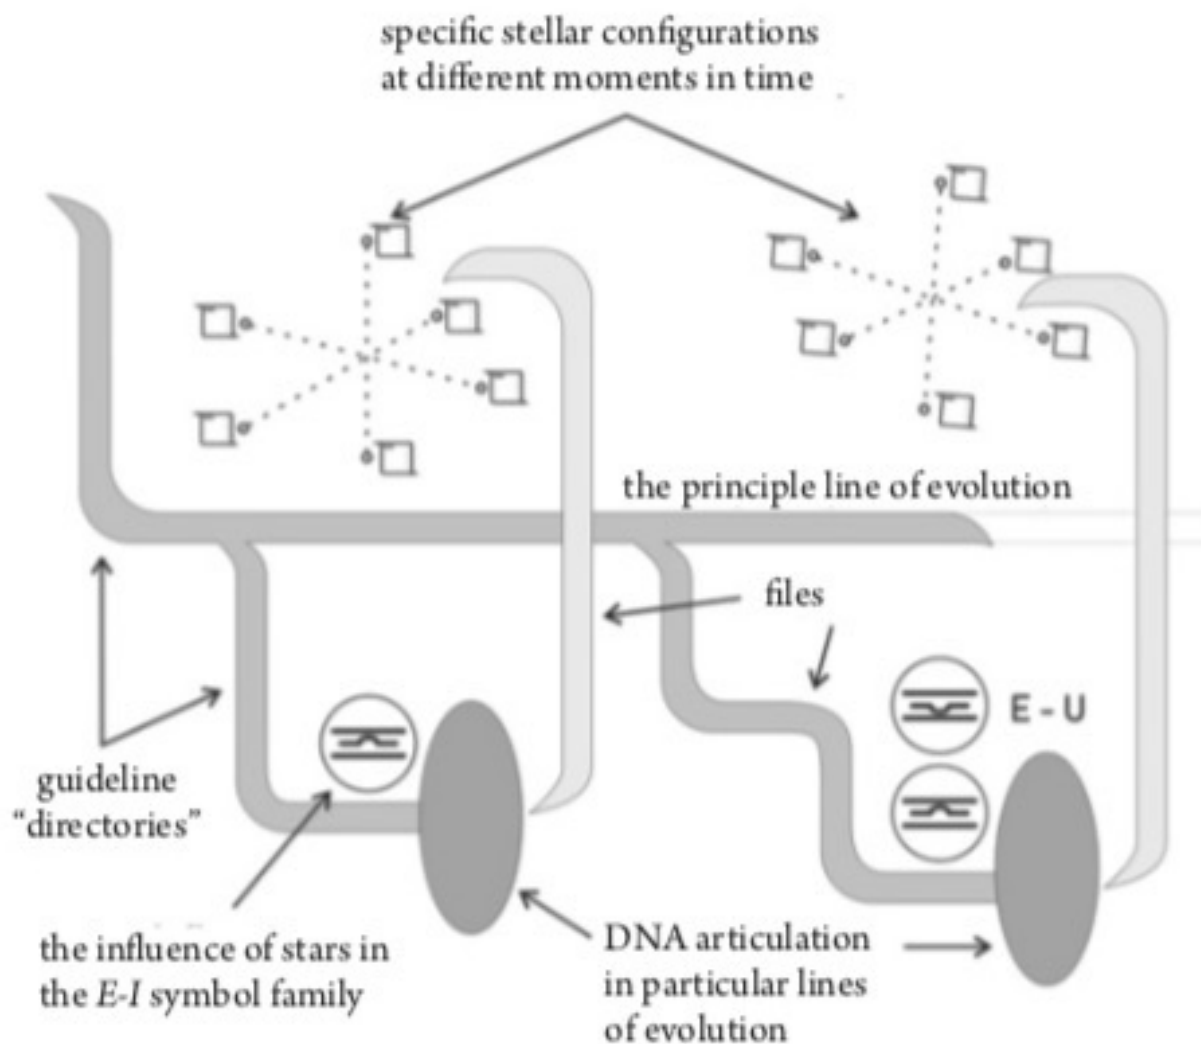 specific stellar configurations
at different moments in time
the principle line of evolution
files
E - U
guideline
“directories”
the influence of stars in
the E-I symbol family
DNA articulation
in particular lines
of evolution